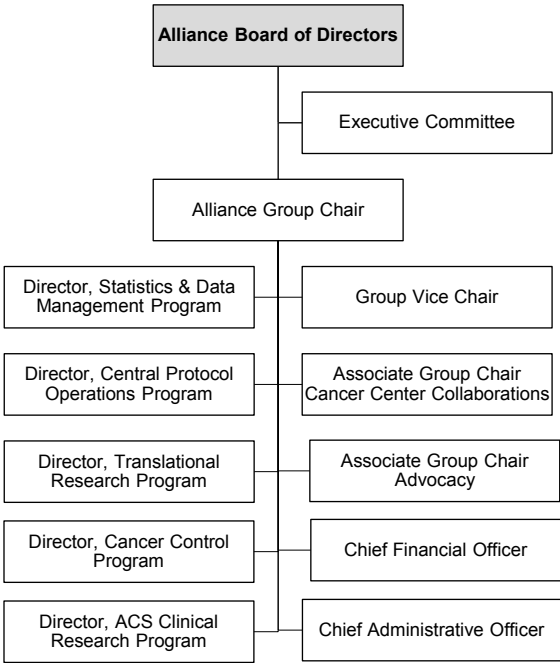 Alliance Board of Directors
Executive Committee
Alliance Group Chair
Director, Statistics & Data
Management Program
Group Vice Chair
Director, Central Protocol
Operations Program
Associate Group Chair
Cancer Center Collaborations
Director, Translational
Research Program
Associate Group Chair
Advocacy
Director, Cancer Control
Program
Chief Financial Officer
Director, ACS Clinical
Research Program
Chief Administrative Officer